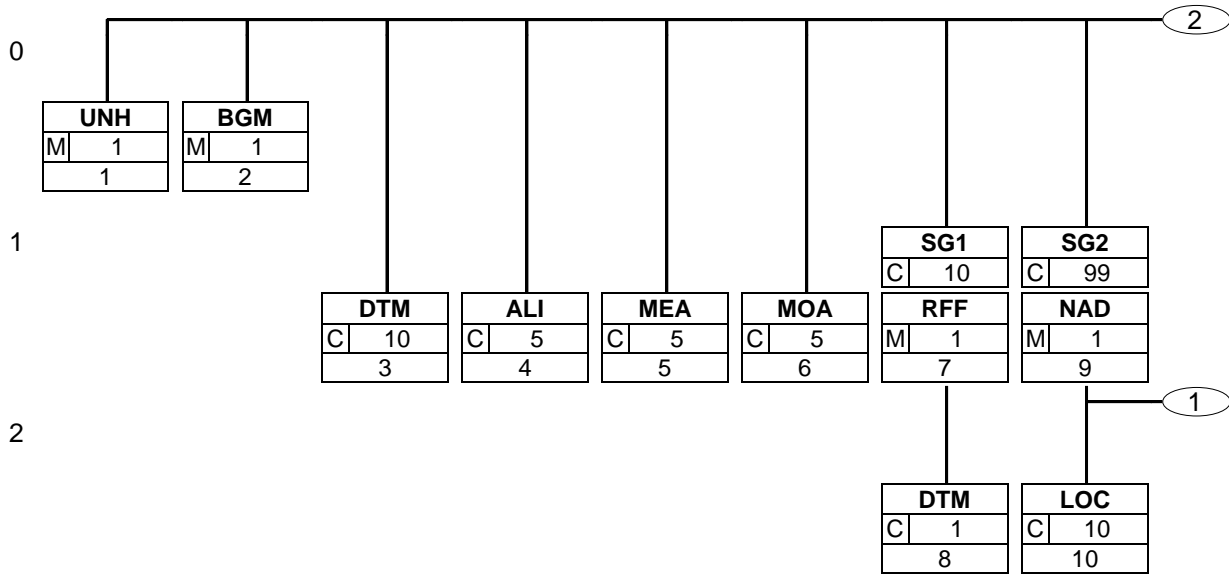 2
0
UNH BGM
M 1 M 1
1 2
1
SG1 SG2
C 10 C 99
DTM ALI MEA MOA RFF NAD
C 10 C 5 C 5 C 5 M 1 M 1
3 4 5 6 7 9
1
2
DTM LOC
C 1 C 10
8 10